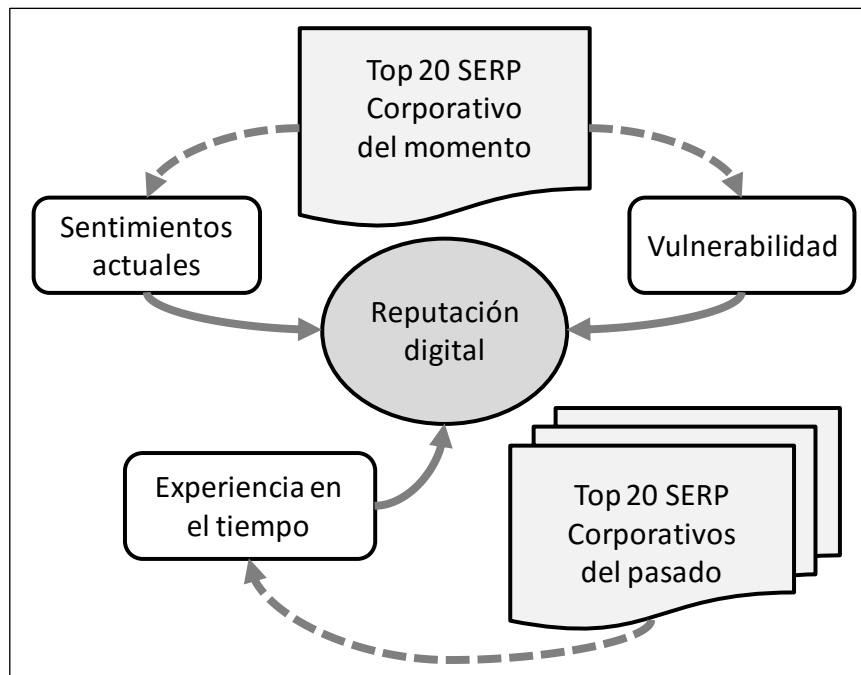 Top 20 SERP
Corporativo
del momento
Sentimientos
actuales
Vulnerabilidad
Reputación
digital
Experiencia en
el tiempo
Top 20 SERP
Corporativos
del pasado